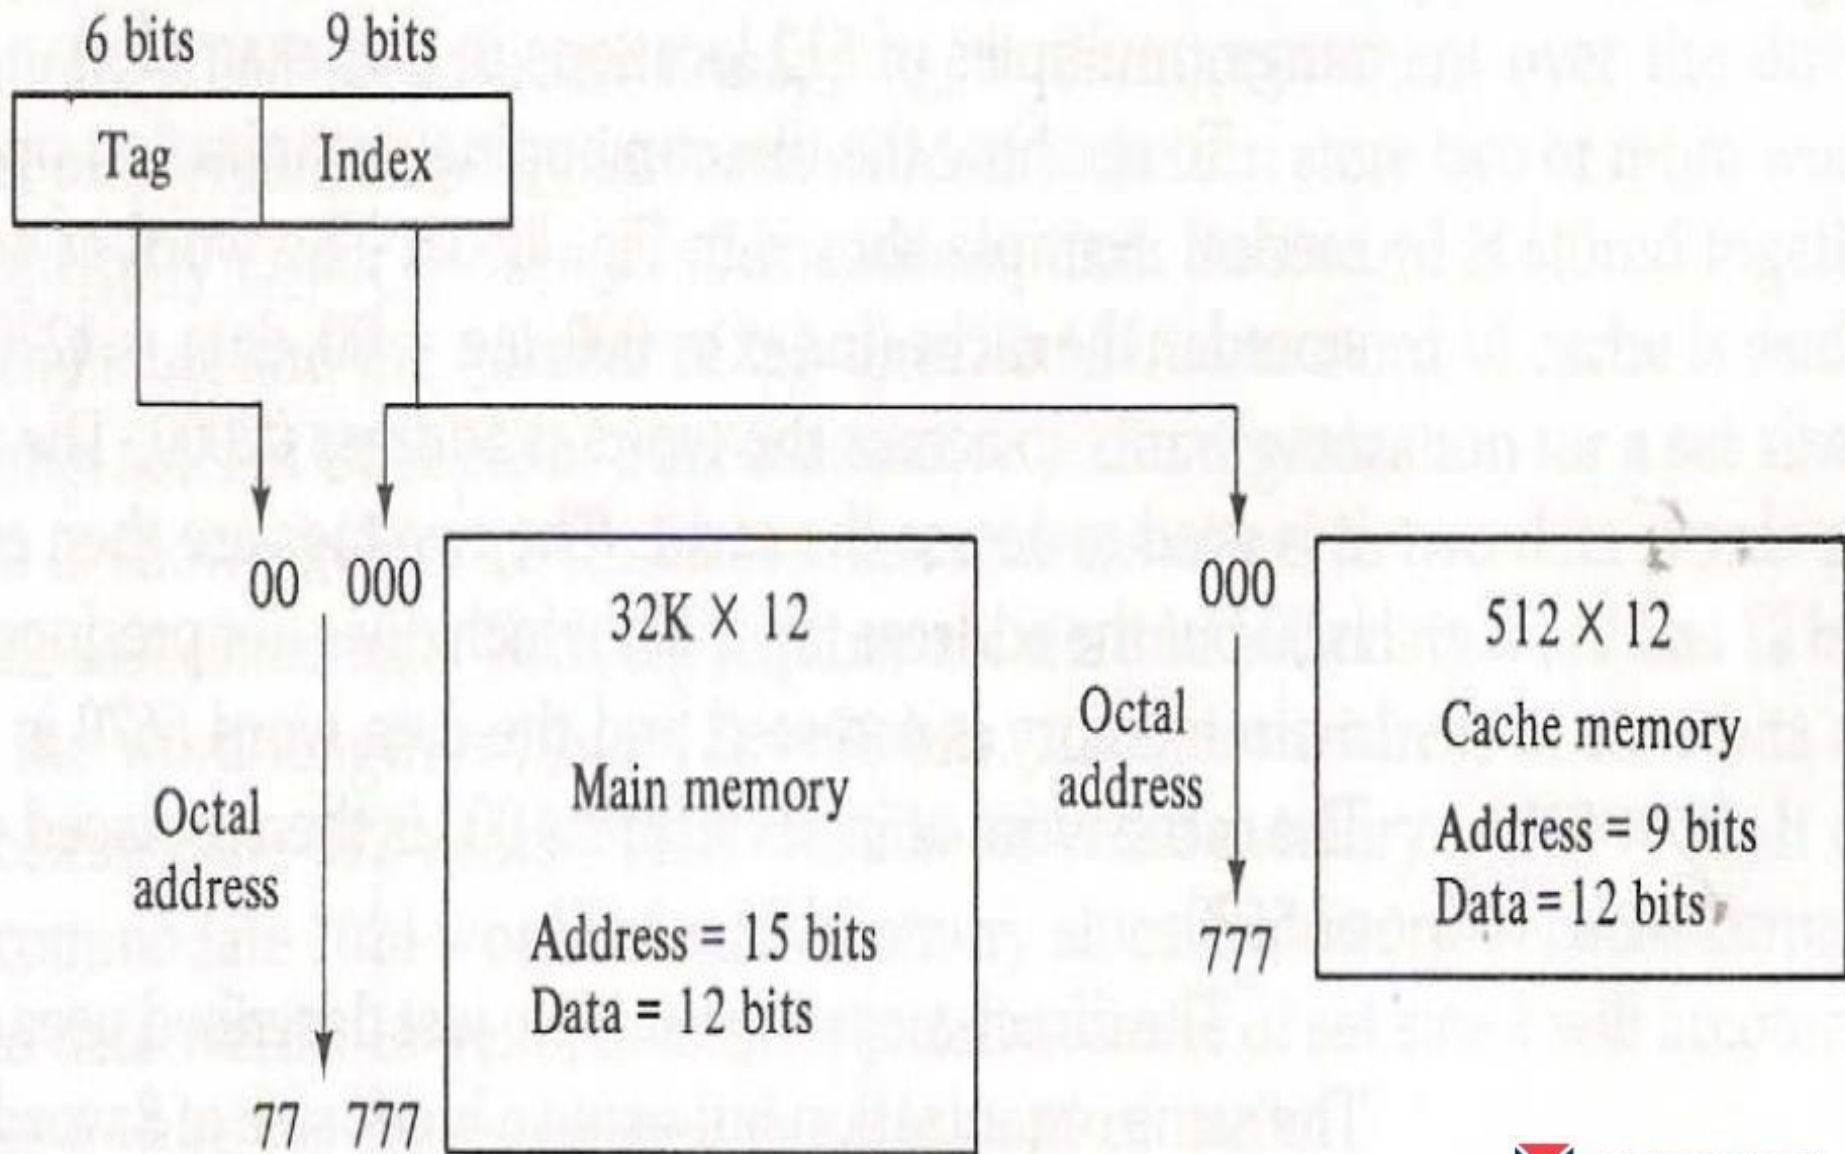 6 bits 9 bits
Tag Index
00 000
32K X 12
Main memory
Address = 15 bits
Data = 12 bits
Octal
address
77 777
000
Octal
address
777
512 X 12
Cache memory
Address = 9 bits
Data = 12 bits